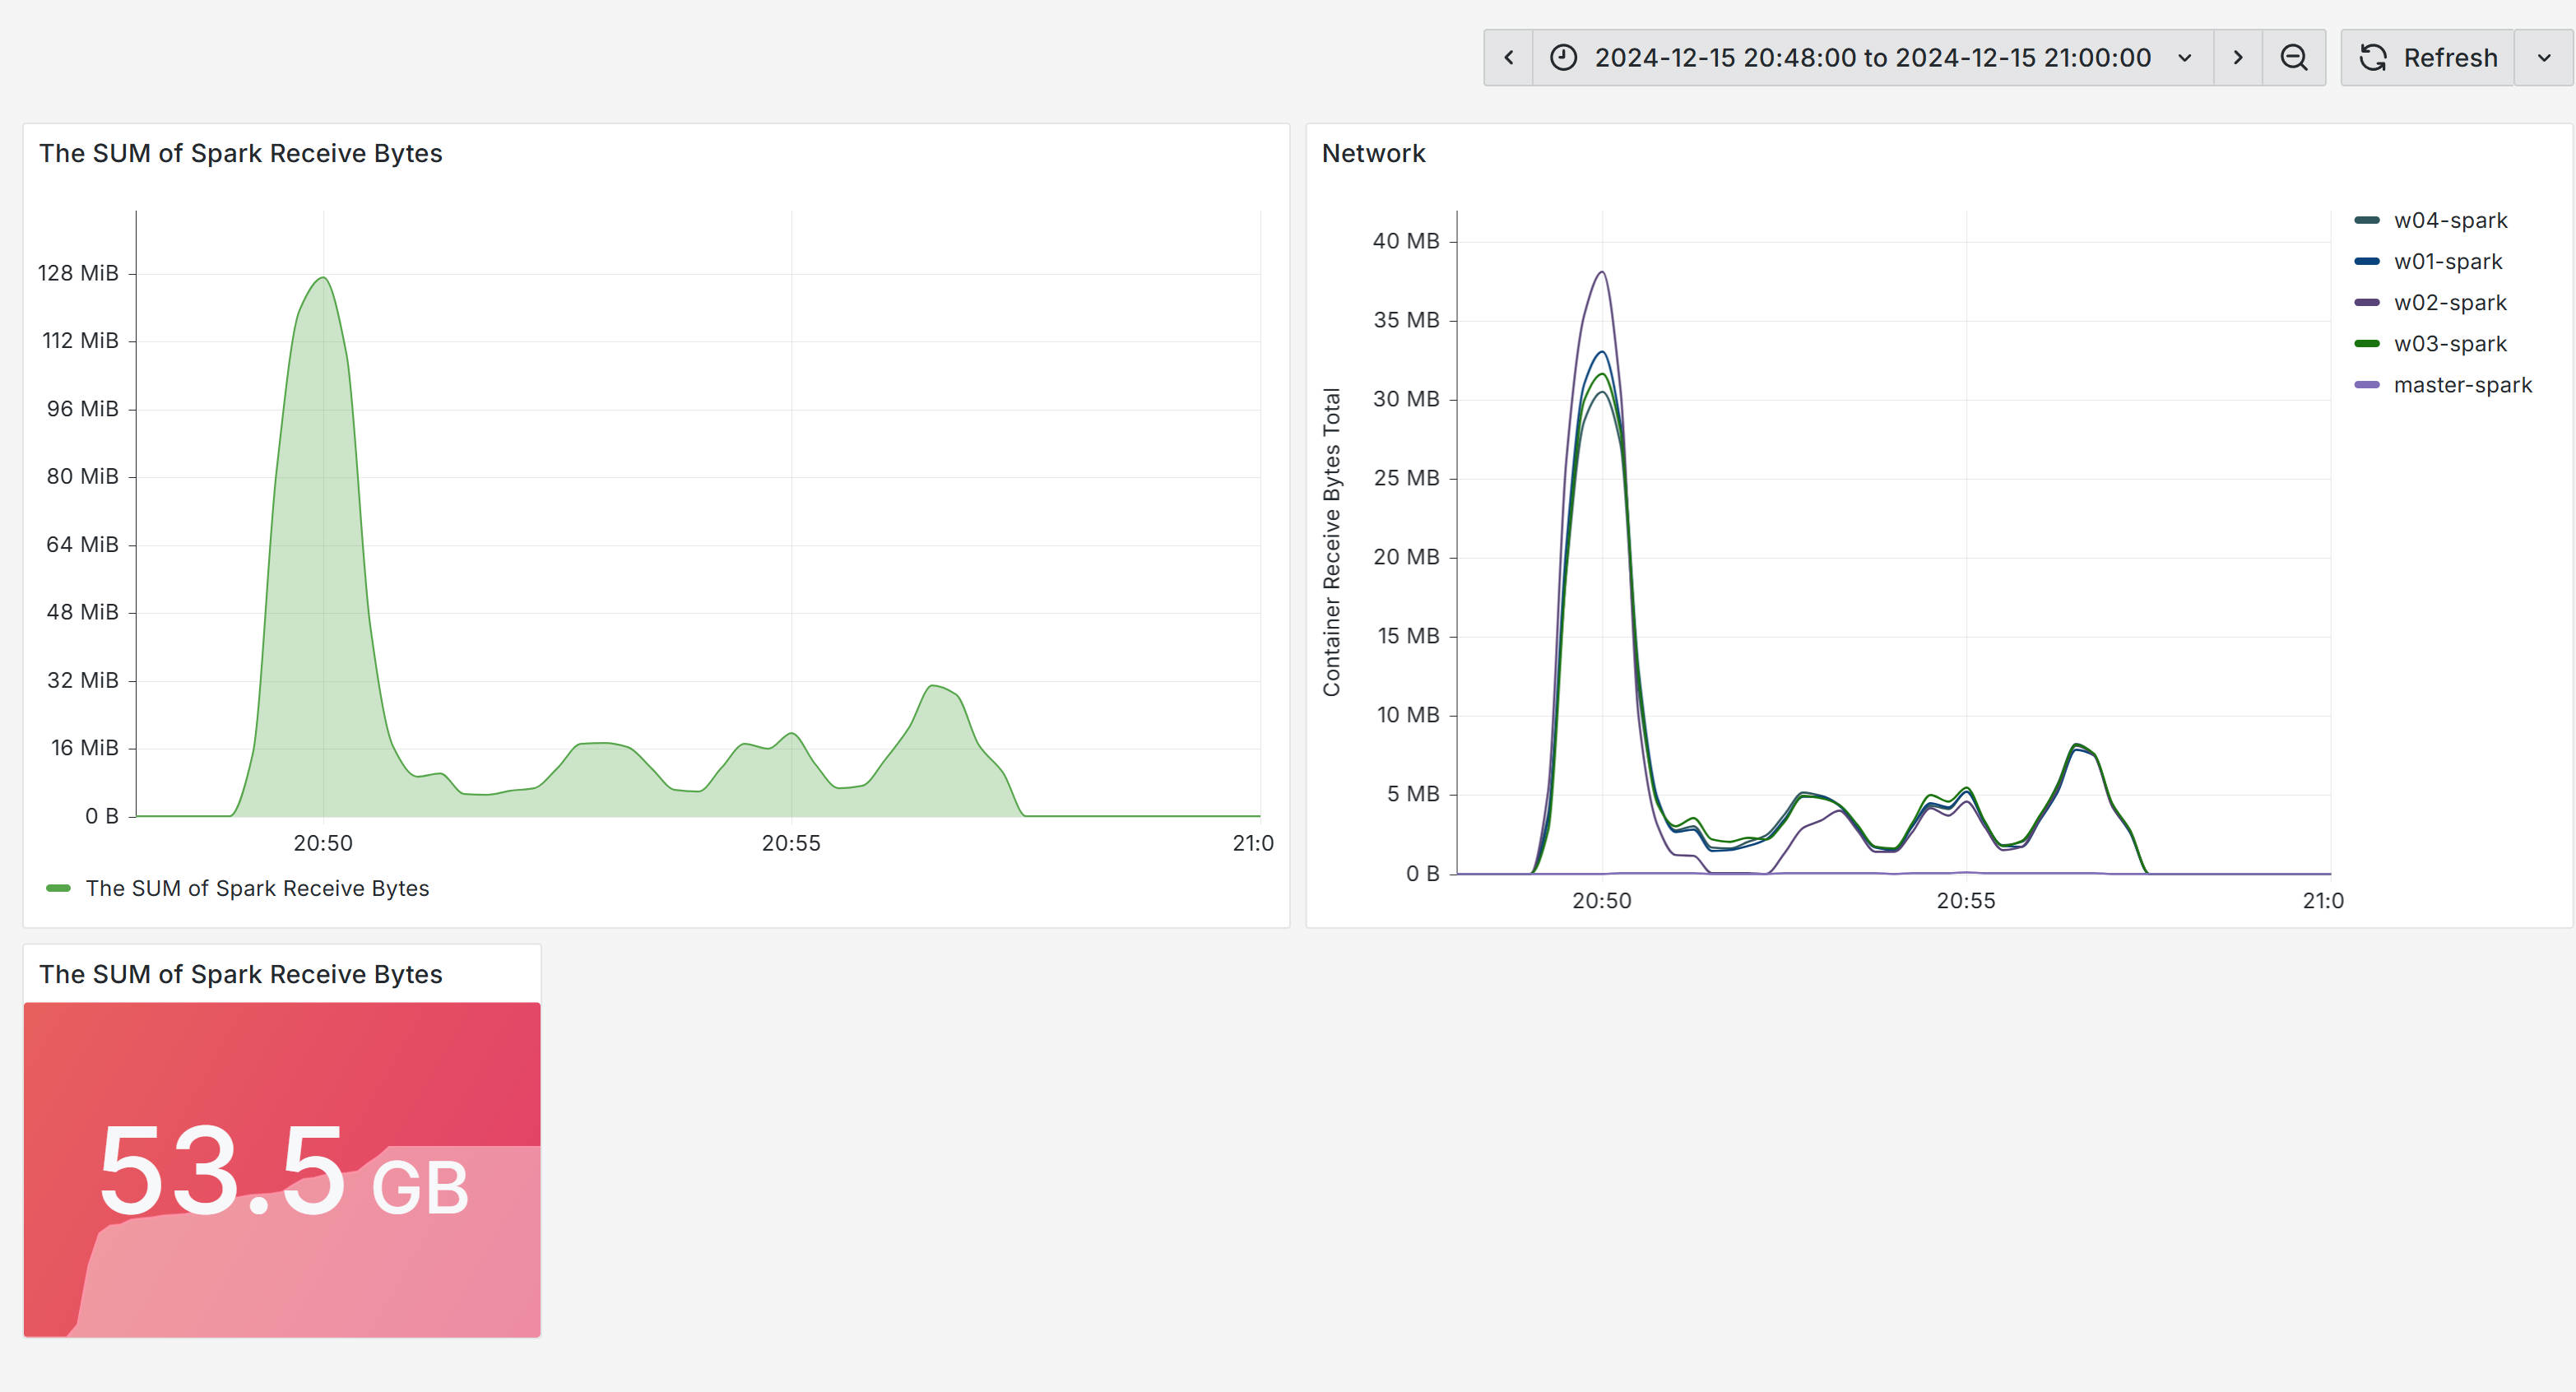 2024-12-15 20:48:00 to 2024-12-15 21:00:00
Refresh
The SUM of Spark Receive Bytes
128 MiB
112 MiB
96 MiB
80 MiB
64 MiB
48 MiB
32 MiB
16 MiB
0 B
20:50 20:55 21:0
The SUM of Spark Receive Bytes
Network
Container Receive Bytes Total
40 MB
35 MB
30 MB
25 MB
20 MB
15 MB
10 MB
5 MB
0 B
20:50 20:55 21:0
w04-spark
w01-spark
w02-spark
w03-spark
master-spark
The SUM of Spark Receive Bytes
53.5 GB